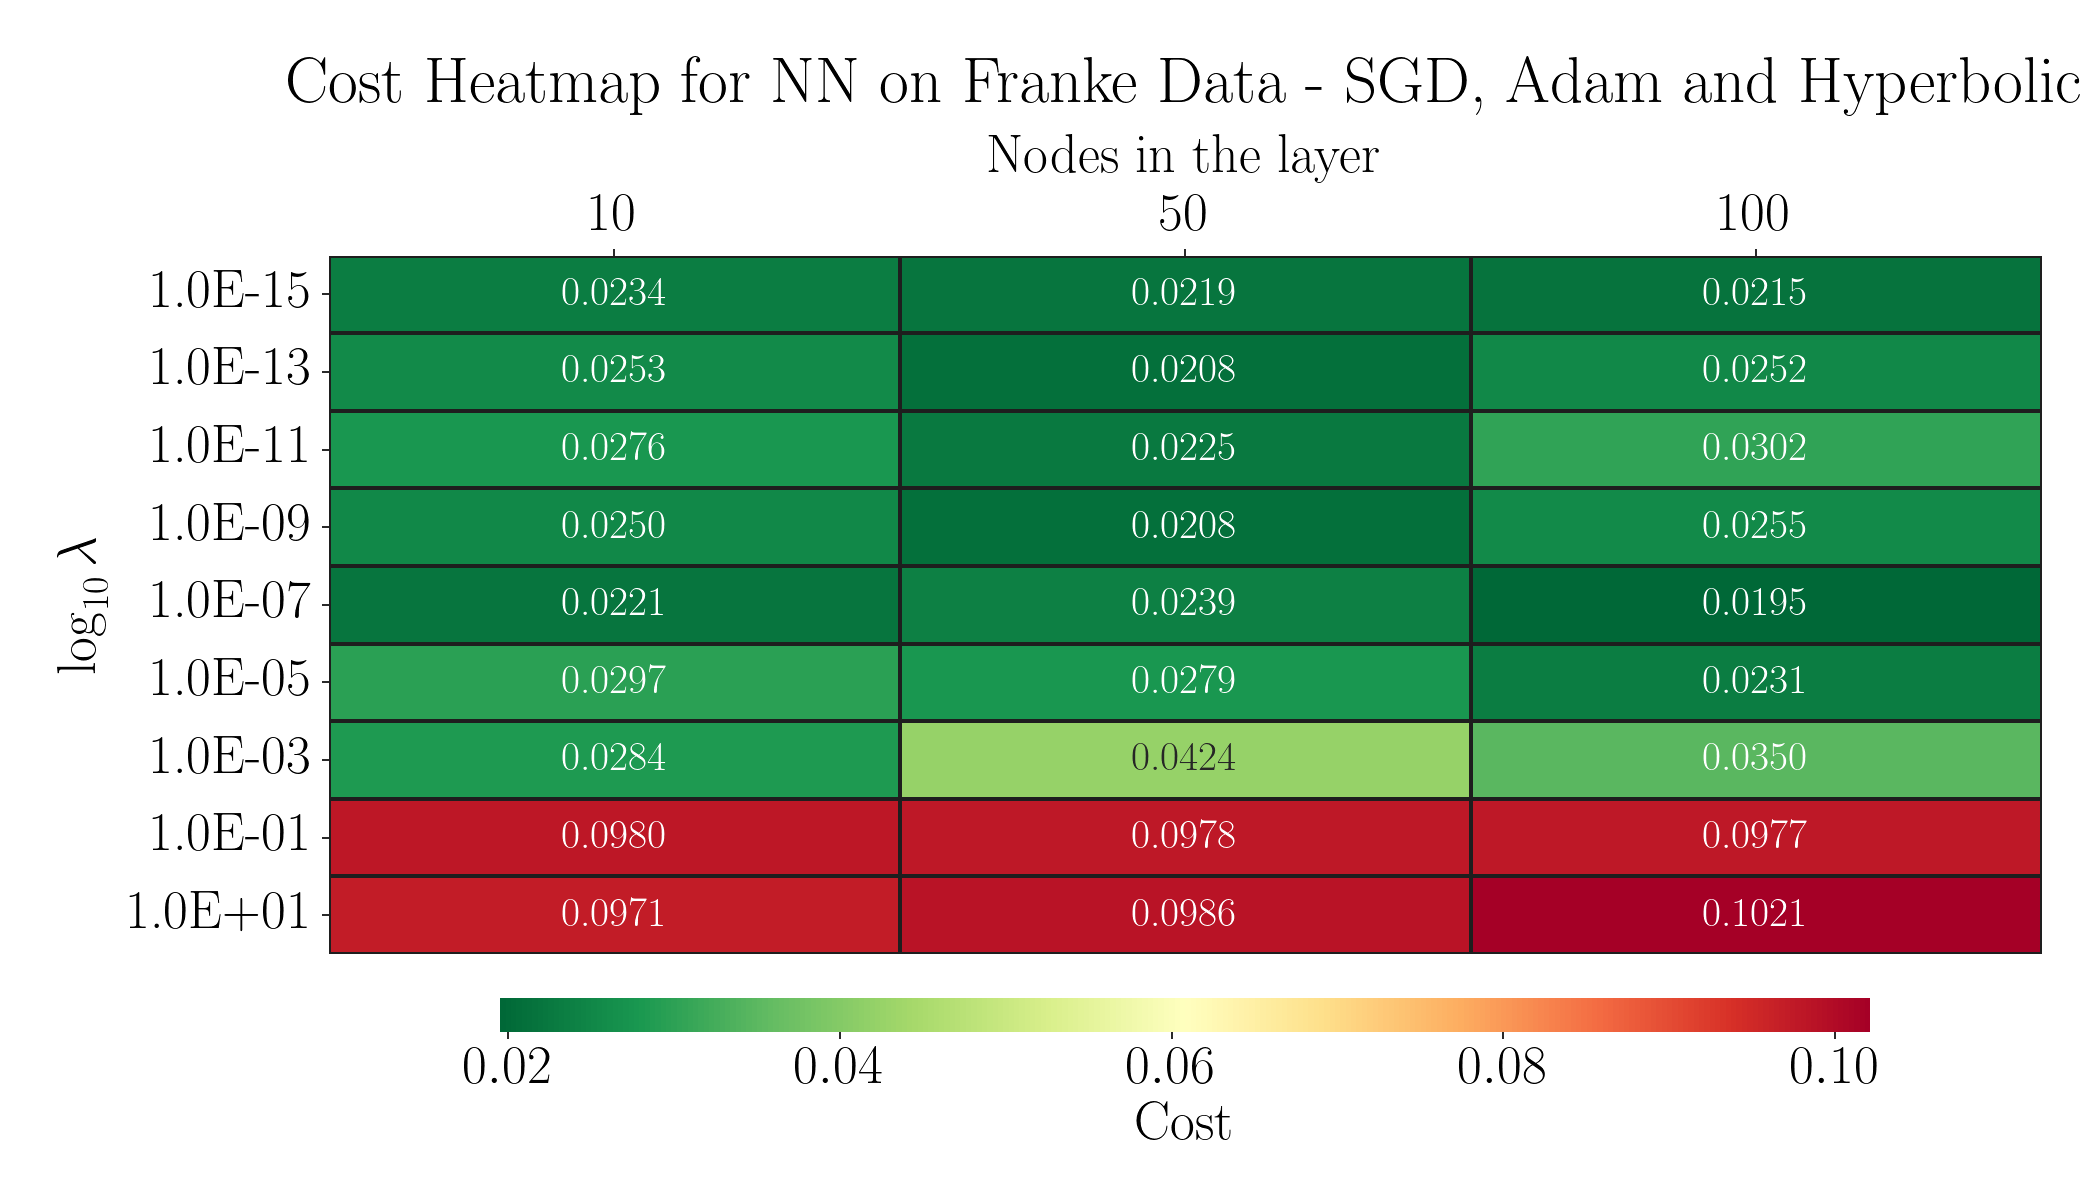 Cost Heatmap for NN on Franke Data - SGD, Adam and Hyperbolic
Nodes in the layer
10 50 100
1.0E-15 0.0234 0.0219 0.0215
1.0E-13 0.0253 0.0208 0.0252
1.0E-11 0.0276 0.0225 0.0302
1.0E-09 0.0250 0.0208 0.0255
1.0E-07 0.0221 0.0239 0.0195
1.0E-05 0.0297 0.0279 0.0231
1.0E-03 0.0284 0.0424 0.0350
1.0E-01 0.0980 0.0978 0.0977
1.0E+01 0.0971 0.0986 0.1021
log₁₀ λ
0.02 0.04 0.06 0.08 0.10
Cost